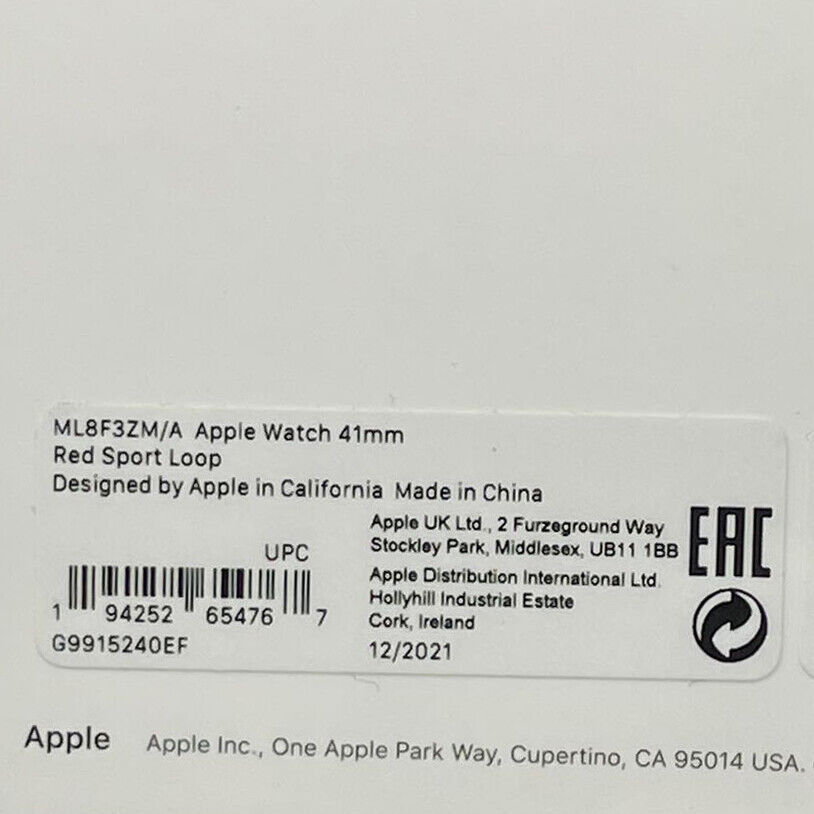 ML8F3ZM/A Apple Watch 41mm
Red Sport Loop
Designed by Apple in California Made in China
Apple UK Ltd., 2 Furzeground Way
Stockley Park, Middlesex, UB11 1BB
EAC
UPC
Apple Distribution International Ltd.
Hollyhill Industrial Estate
Cork, Ireland
1 94252 65476 7
G9915240EF
12/2021
Apple Apple Inc., One Apple Park Way, Cupertino, CA 95014 USA.